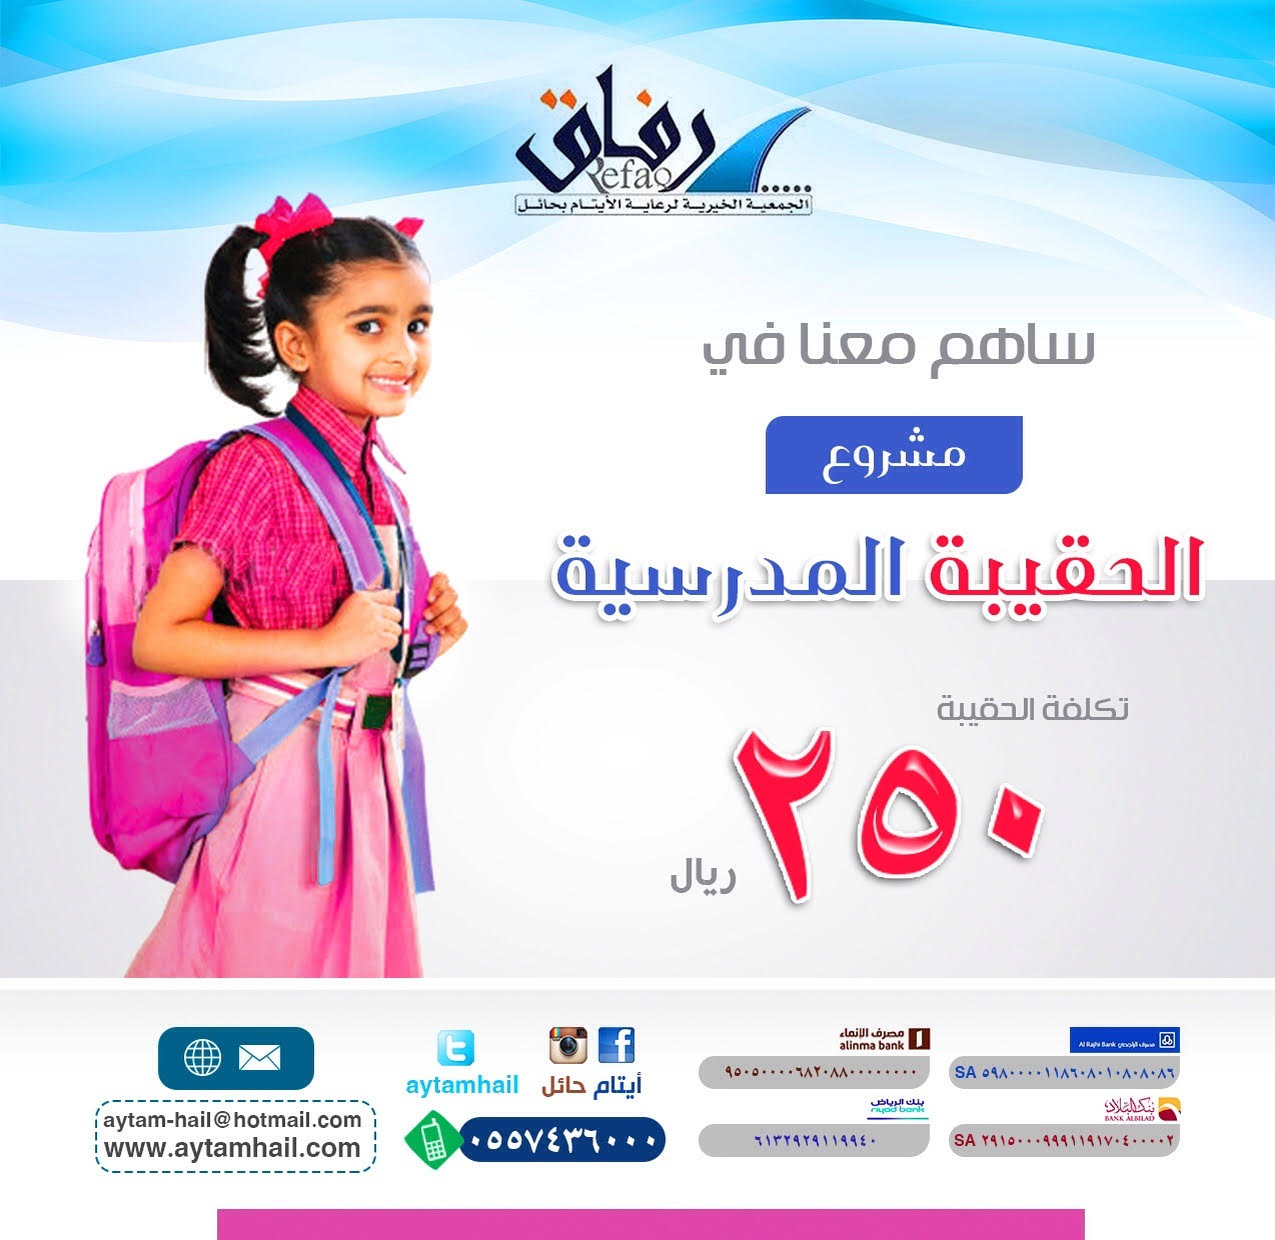 رفاق
Refaq
الجمعية الخيرية لرعاية الأيتام بحائل
ساهم معنا في
مشروع
الحقيبة المدرسية
تكلفة الحقيبة
٢٥٠
ريال
مصرف الإنماء
alinma bank
٩٥٠٥٠٠٠٠٦٨٢٠٨٨٠٠٠٠٠٠٠٠
مصرف الراجحي Al Rajhi Bank
SA ٥٩٨٠٠٠٠١١٨٦٠٨٠١٠٨٠٨٠٨٦
بنك الرياض
riyad bank
٦١٣٢٩٢٩١١٩٩٤٠
بنك البلاد
BANK ALBILAD
SA ٢٩١٥٠٠٠٩٩٩١١٩١٧٠٤٠٠٠٠٢
أيتام حائل
aytamhail
٠٥٥٧٤٣٦٠٠٠
aytam-hail@hotmail.com
www.aytamhail.com